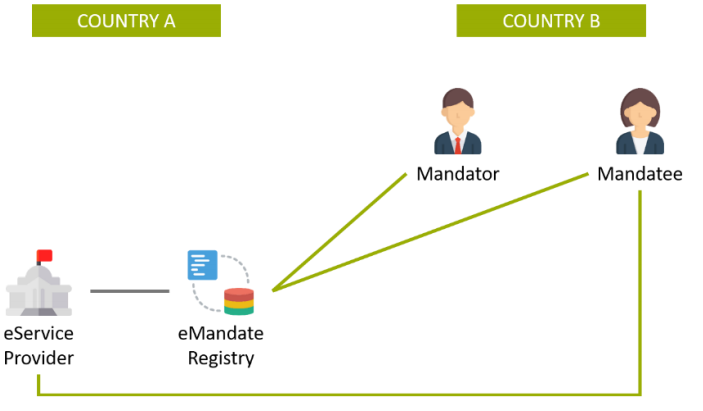 COUNTRY A
COUNTRY B
Mandator
Mandatee
eService
Provider
eMandate
Registry